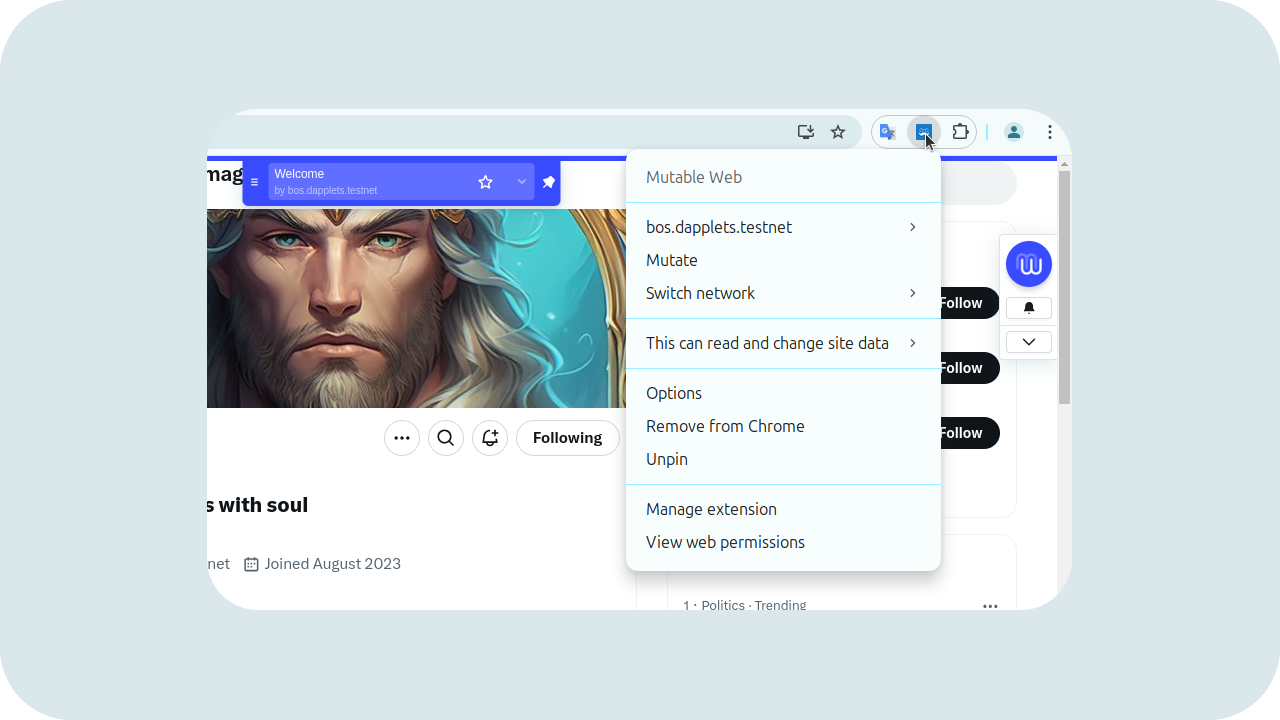 mag
Welcome
by bos.dapplets.testnet
Mutable Web
bos.dapplets.testnet
Mutate
Switch network
This can read and change site data
Options
Remove from Chrome
Unpin
Manage extension
View web permissions
Follow
Follow
Follow
Following
s with soul
net
Joined August 2023
1 · Politics · Trending